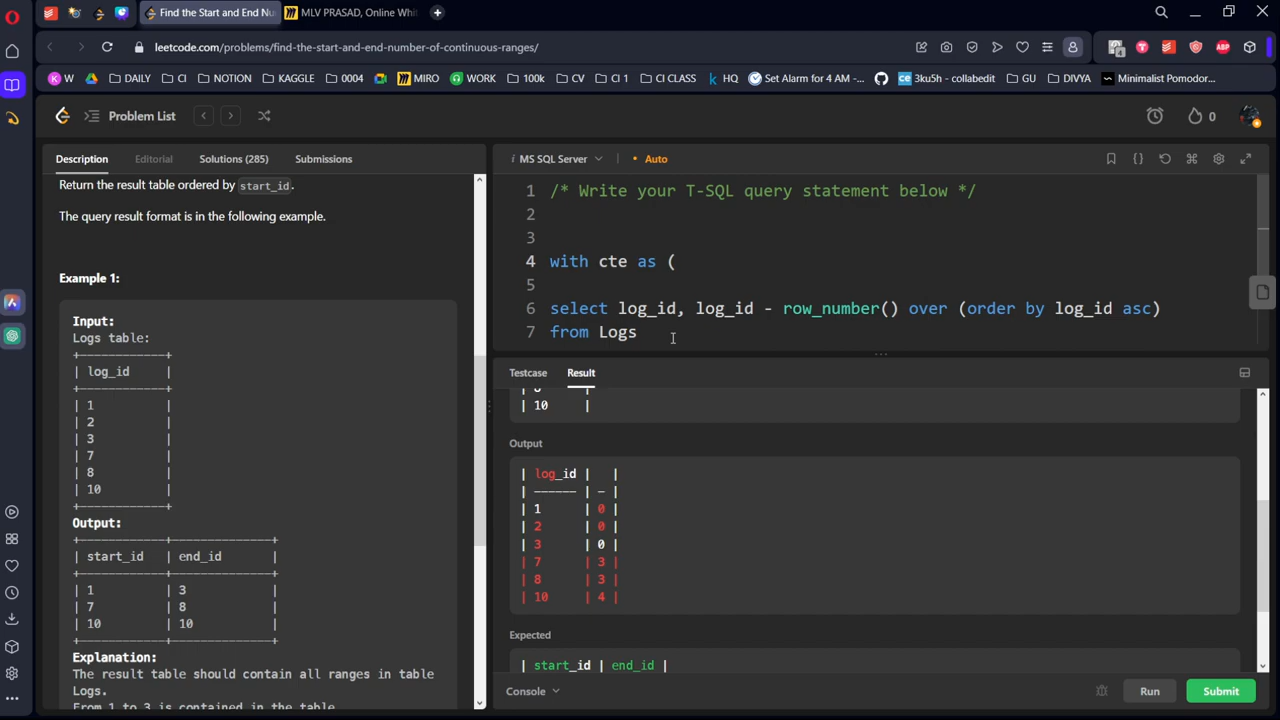 Find the Start and End Nu
MLV PRASAD, Online Whit
leetcode.com/problems/find-the-start-and-end-number-of-continuous-ranges/
W
DAILY
CI
NOTION
KAGGLE
0004
MIRO
WORK
100k
CV
CI 1
CI CLASS
HQ
Set Alarm for 4 AM -...
3ku5h - collabedit
GU
DIVYA
Minimalist Pomodor...
Problem List
0
Description
Editorial
Solutions (285)
Submissions
Return the result table ordered by start_id.
The query result format is in the following example.
Example 1:
Input:
Logs table:
+-----------+
| log_id |
+-----------+
| 1 |
| 2 |
| 3 |
| 7 |
| 8 |
| 10 |
+-----------+
Output:
+-----------+-----------+
| start_id | end_id |
+-----------+-----------+
| 1 | 3 |
| 7 | 8 |
| 10 | 10 |
+-----------+-----------+
Explanation:
The result table should contain all ranges in table
Logs.
From 1 to 3 is contained in the table.
MS SQL Server
Auto
1 /* Write your T-SQL query statement below */
2
3
4 with cte as (
5
6 select log_id, log_id - row_number() over (order by log_id asc)
7 from Logs
Testcase
Result
| 10 |
Output
| log_id | |
| ------ | - |
| 1 | 0 |
| 2 | 0 |
| 3 | 0 |
| 7 | 3 |
| 8 | 3 |
| 10 | 4 |
Expected
| start_id | end_id |
Console
Run
Submit